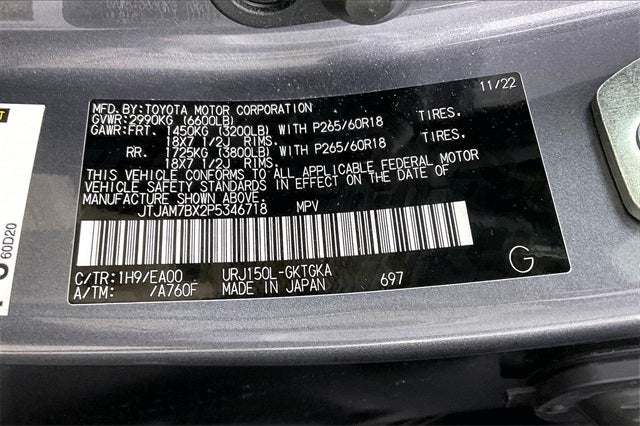 11/22
MFD.BY:TOYOTA MOTOR CORPORATION
GVWR:2990KG (6600LB)
GAWR:FRT. 1450KG (3200LB) WITH P265/60R18 TIRES.
18X7 1/2J RIMS.
RR. 1725KG (3800LB) WITH P265/60R18 TIRES.
18X7 1/2J RIMS.
THIS VEHICLE CONFORMS TO ALL APPLICABLE FEDERAL MOTOR
VEHICLE SAFETY STANDARDS IN EFFECT ON THE DATE OF
MANUFACTURE SHOWN ABOVE.
JTJAM7BX2P5346718 MPV
C/TR:1H9/EA00 URJ150L-GKTGKA
A/TM: /A760F MADE IN JAPAN 697
G
60D20